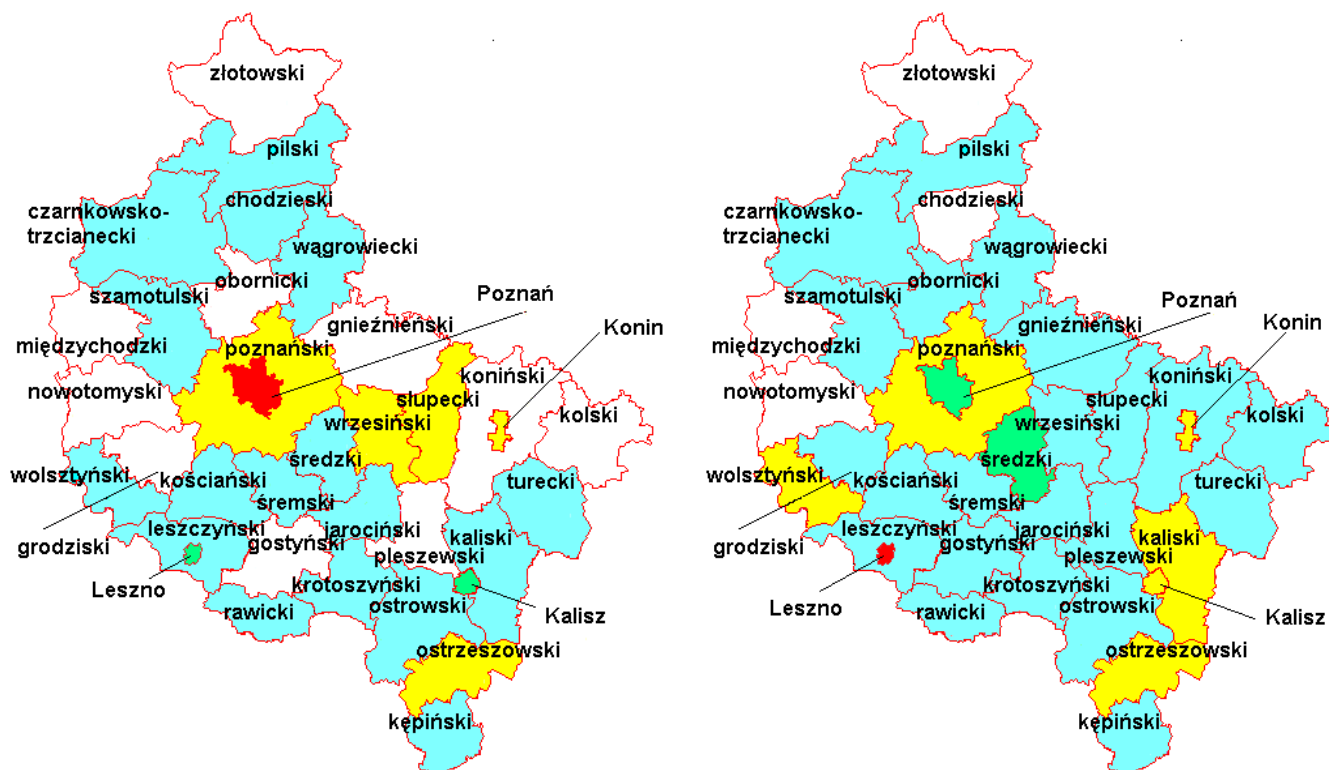 złotowski
pilski
chodzieski
czarnkowsko-
trzcianecki
wągrowiecki
obornicki
szamotulski
Poznań
gnieźnieński
Konin
międzychodzki
poznański
koniński
nowotomyski
słupecki
kolski
wrzesiński
wolsztyński
kościański
średzki
turecki
śremski
leszczyński
jarociński
kaliski
gostyński
grodziski
pleszewski
Leszno
krotoszyński
ostrowski
rawicki
Kalisz
ostrzeszowski
kępiński
złotowski
pilski
chodzieski
czarnkowsko-
trzcianecki
wągrowiecki
obornicki
szamotulski
Poznań
gnieźnieński
Konin
międzychodzki
poznański
koniński
nowotomyski
słupecki
kolski
wrzesiński
wolsztyński
kościański
średzki
turecki
śremski
leszczyński
jarociński
kaliski
gostyński
grodziski
pleszewski
Leszno
krotoszyński
ostrowski
rawicki
Kalisz
ostrzeszowski
kępiński